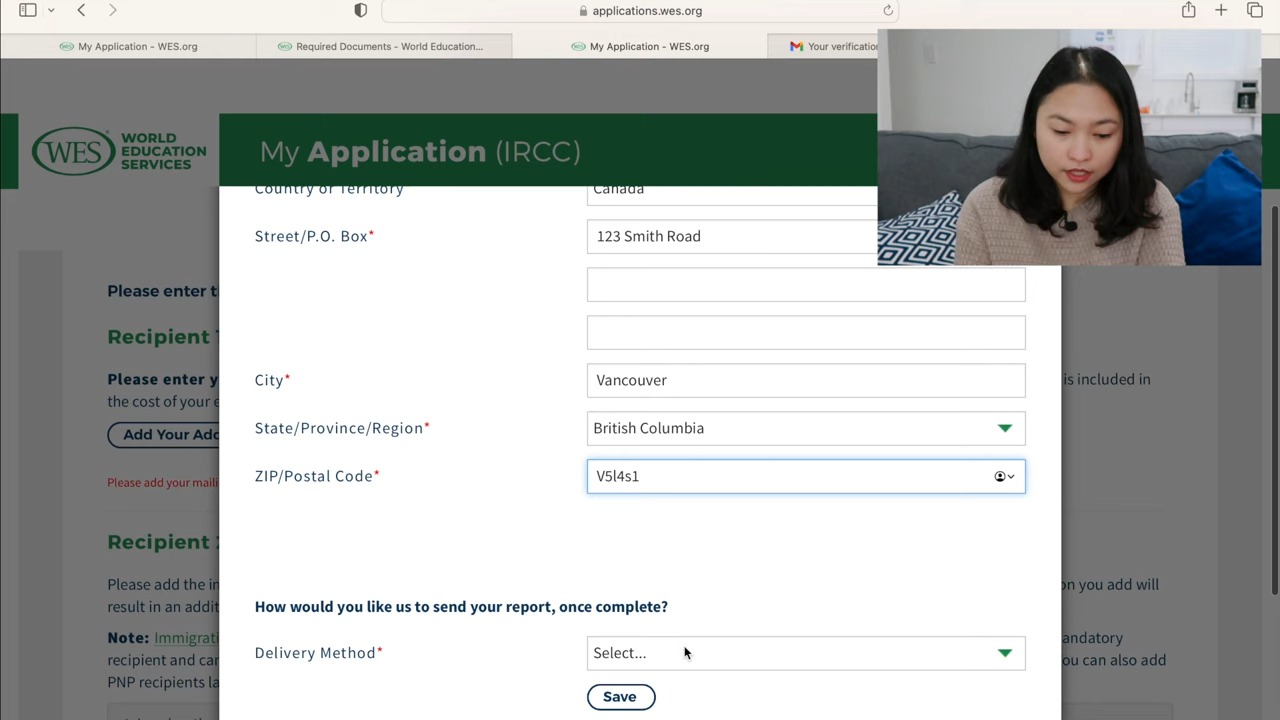 applications.wes.org
My Application - WES.org
Required Documents - World Education...
My Application - WES.org
Your verification
WES
WORLD
EDUCATION
SERVICES
My Application (IRCC)
Country or Territory
Canada
Street/P.O. Box*
123 Smith Road
Please enter
Recipient
Please enter y
is included in
the cost of your
City*
Vancouver
Add Your Add
State/Province/Region*
British Columbia
ZIP/Postal Code*
V5l4s1
Please add your maili
Recipient
Please add the in
on you add will
result in an addit
How would you like us to send your report, once complete?
Note: Immigrati
andatory
Delivery Method*
Select...
recipient and car
ou can also add
PNP recipients la
Save